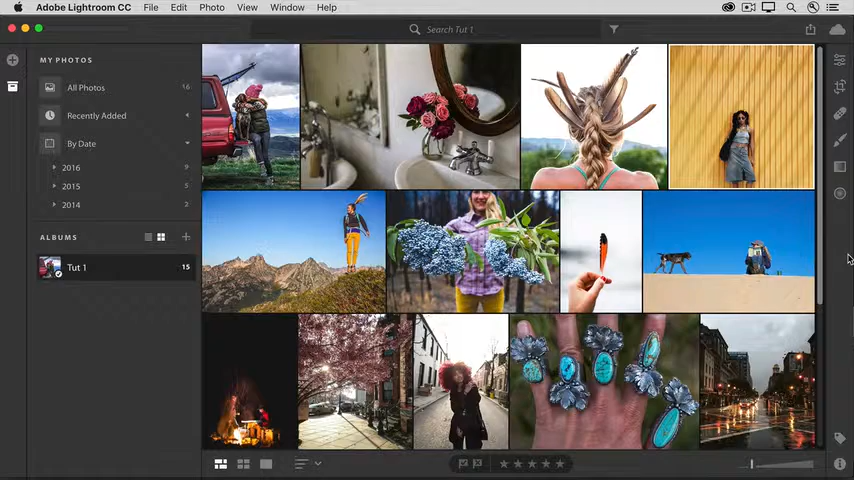 Adobe Lightroom CC File Edit Photo View Window Help
Search Tut 1
MY PHOTOS
All Photos 16
Recently Added
By Date
2016 9
2015 5
2014 2
ALBUMS
Tut 1 15